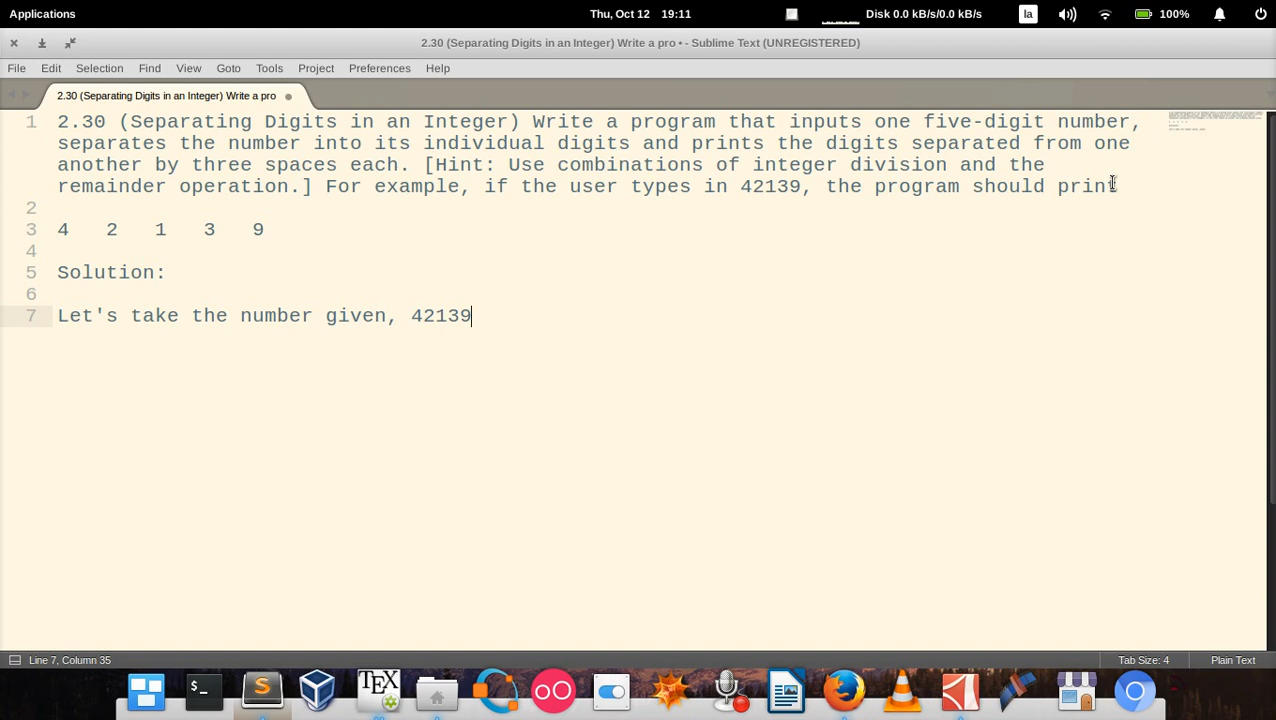 Applications
Thu, Oct 12 19:11
Disk 0.0 kB/s/0.0 kB/s
la
100%
2.30 (Separating Digits in an Integer) Write a pro • - Sublime Text (UNREGISTERED)
File Edit Selection Find View Goto Tools Project Preferences Help
2.30 (Separating Digits in an Integer) Write a pro
1 2.30 (Separating Digits in an Integer) Write a program that inputs one five-digit number,
separates the number into its individual digits and prints the digits separated from one
another by three spaces each. [Hint: Use combinations of integer division and the
remainder operation.] For example, if the user types in 42139, the program should print
2
3 4   2   1   3   9
4
5 Solution:
6
7 Let's take the number given, 42139
Line 7, Column 35
Tab Size: 4
Plain Text
>_
S
TEX